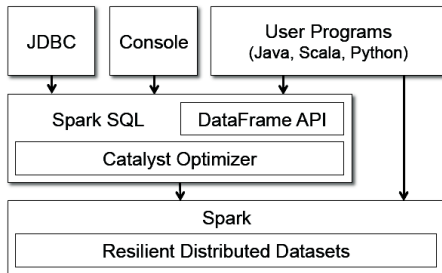 JDBC
Console
User Programs
(Java, Scala, Python)
Spark SQL
DataFrame API
Catalyst Optimizer
Spark
Resilient Distributed Datasets